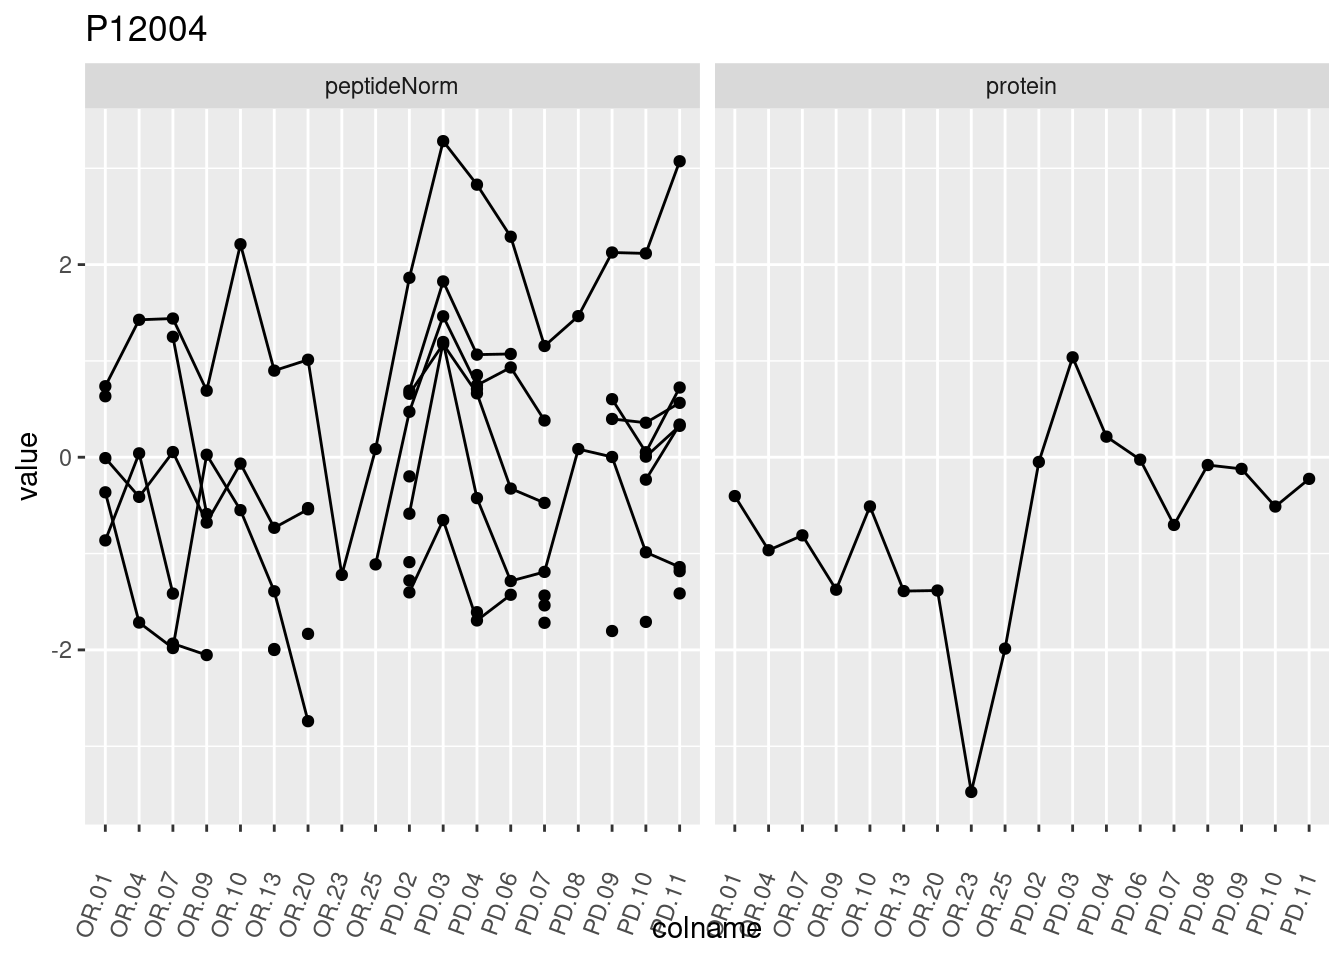 P12004
peptideNorm protein
value
2
0
-2
OR.01 OR.04 OR.07 OR.09 OR.10 OR.13 OR.20 OR.23 OR.25 PD.02 PD.03 PD.04 PD.06 PD.07 PD.08 PD.09 PD.10 PD.11 OR.01 OR.04 OR.07 OR.09 OR.10 OR.13 OR.20 OR.23 OR.25 PD.02 PD.03 PD.04 PD.06 PD.07 PD.08 PD.09 PD.10 PD.11
colname